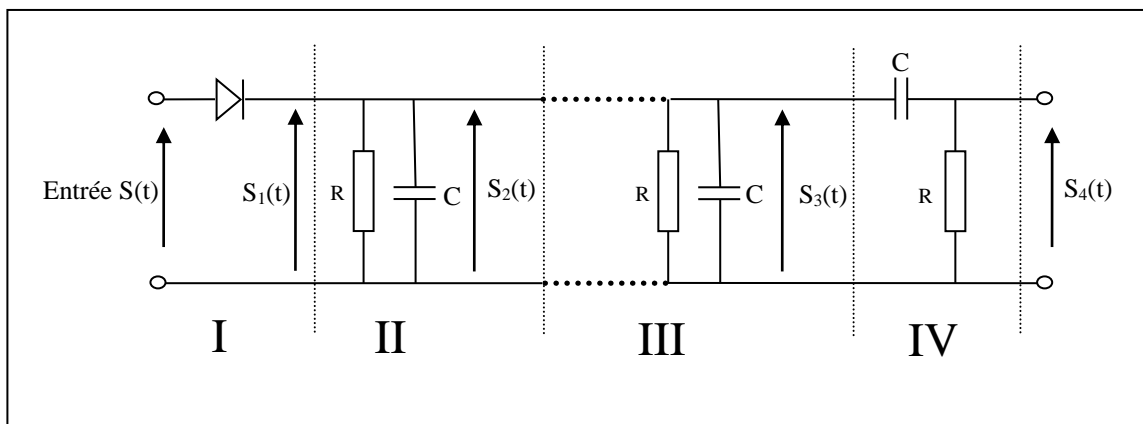 C
Entrée S(t)
S₁(t)
R
C
S₂(t)
R
C
S₃(t)
R
S₄(t)
I
II
III
IV